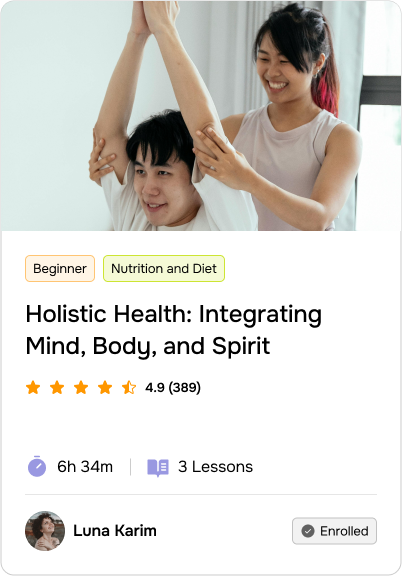 Beginner
Nutrition and Diet
Holistic Health: Integrating
Mind, Body, and Spirit
4.9 (389)
6h 34m
3 Lessons
Luna Karim
Enrolled